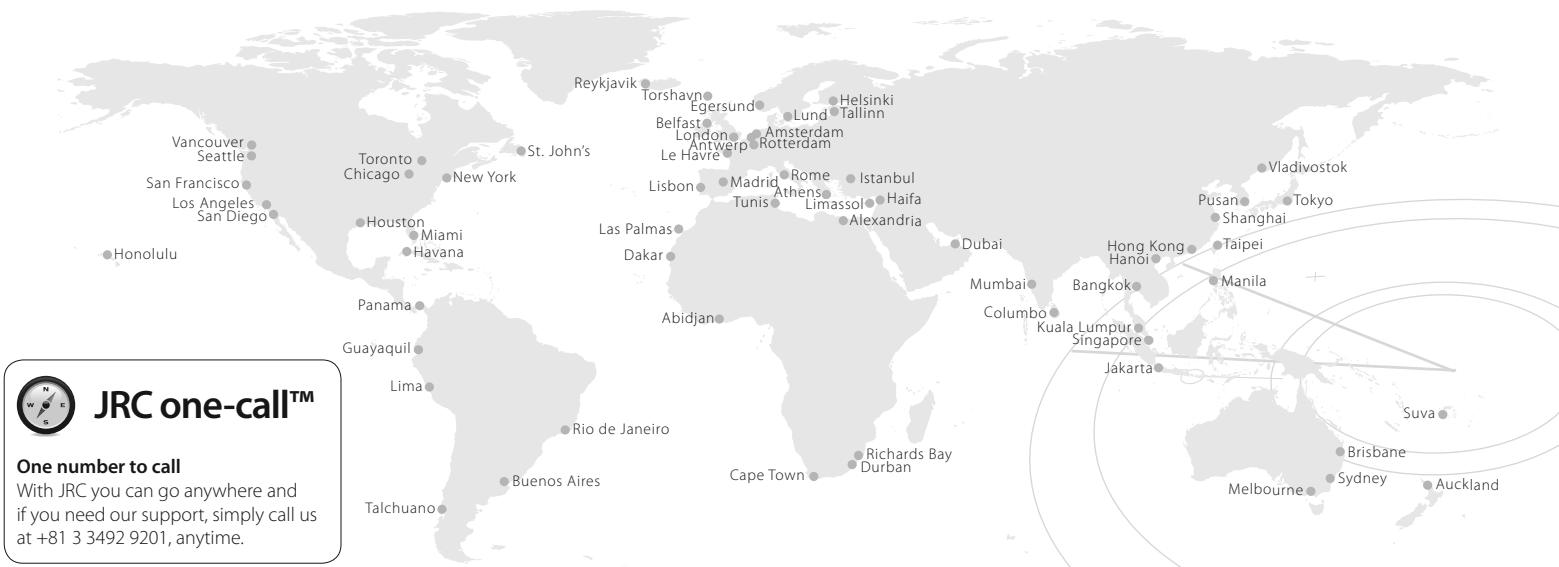 Reykjavik
Torshavn
Egersund
Helsinki
Tallinn
Lund
Belfast
London
Amsterdam
Antwerp
Rotterdam
Le Havre
Vancouver
Seattle
Toronto
Chicago
St. John's
New York
San Francisco
Los Angeles
San Diego
Houston
Miami
Havana
Honolulu
Lisbon
Madrid
Rome
Istanbul
Athens
Tunis
Limassol
Haifa
Alexandria
Las Palmas
Dakar
Dubai
Vladivostok
Pusan
Tokyo
Shanghai
Hong Kong
Taipei
Hanoi
Mumbai
Bangkok
Manila
Columbo
Kuala Lumpur
Singapore
Jakarta
Panama
Abidjan
Guayaquil
Lima
Rio de Janeiro
Buenos Aires
Talchuano
Cape Town
Richards Bay
Durban
Suva
Brisbane
Sydney
Melbourne
Auckland
N
W E
S
JRC one-call™
One number to call
With JRC you can go anywhere and
if you need our support, simply call us
at +81 3 3492 9201, anytime.